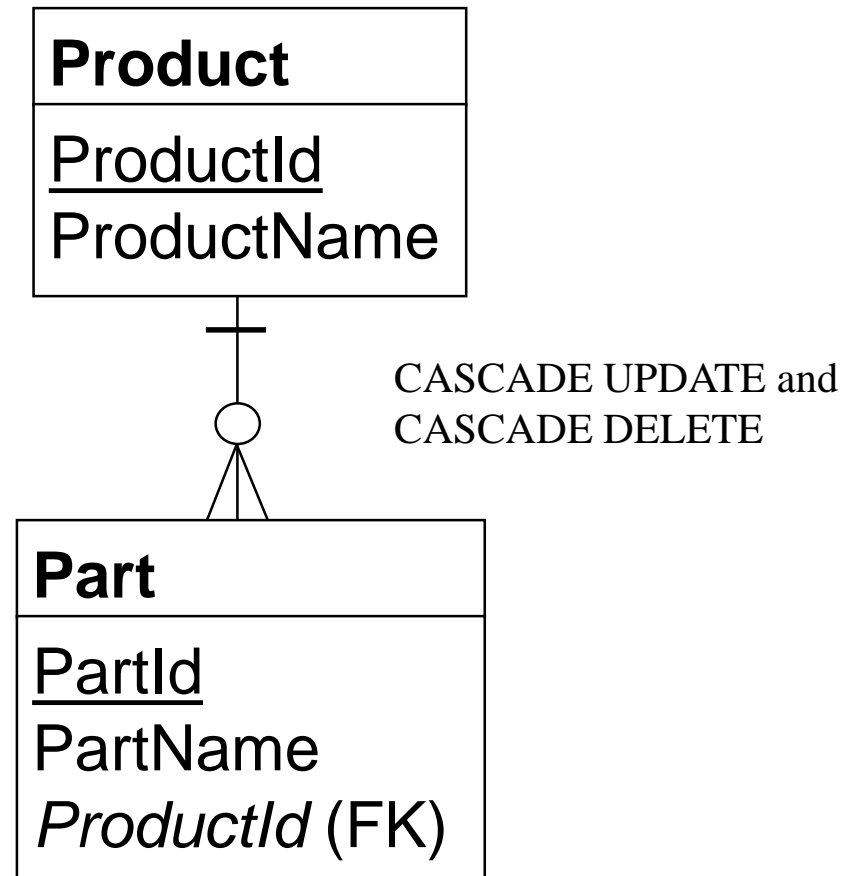 Product
ProductId
ProductName
CASCADE UPDATE and
CASCADE DELETE
Part
PartId
PartName
ProductId (FK)